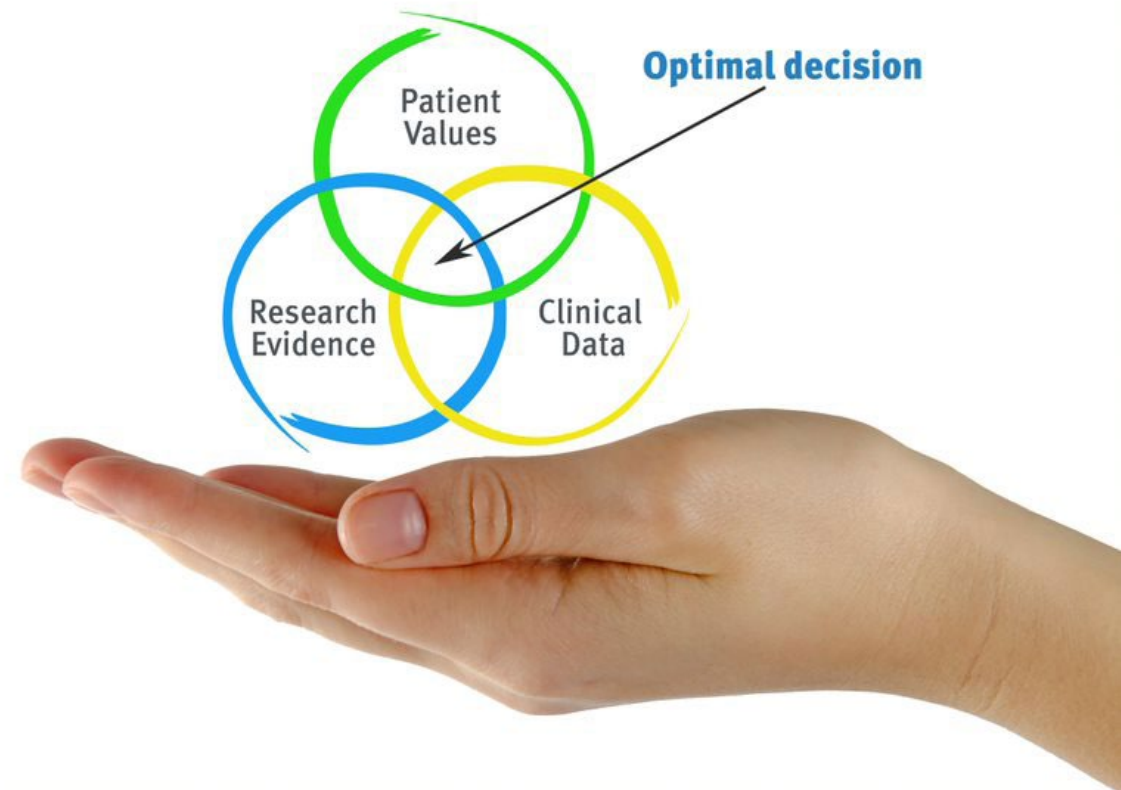 Optimal decision
Patient
Values
Research
Evidence
Clinical
Data